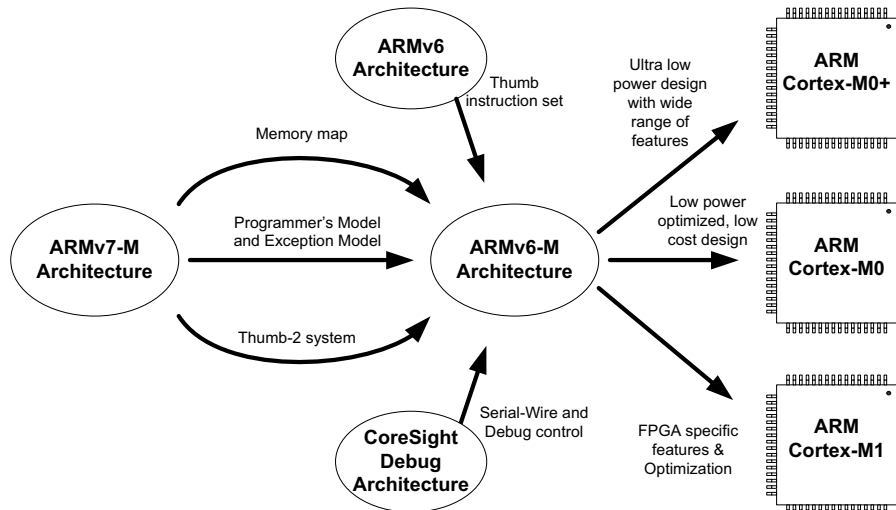 ARMv6
Architecture
Thumb
instruction set
Memory map
ARMv7-M
Architecture
Programmer's Model
and Exception Model
ARMv6-M
Architecture
Thumb-2 system
CoreSight
Debug
Architecture
Serial-Wire and
Debug control
Ultra low
power design
with wide
range of
features
ARM
Cortex-M0+
Low power
optimized, low
cost design
ARM
Cortex-M0
FPGA specific
features &
Optimization
ARM
Cortex-M1